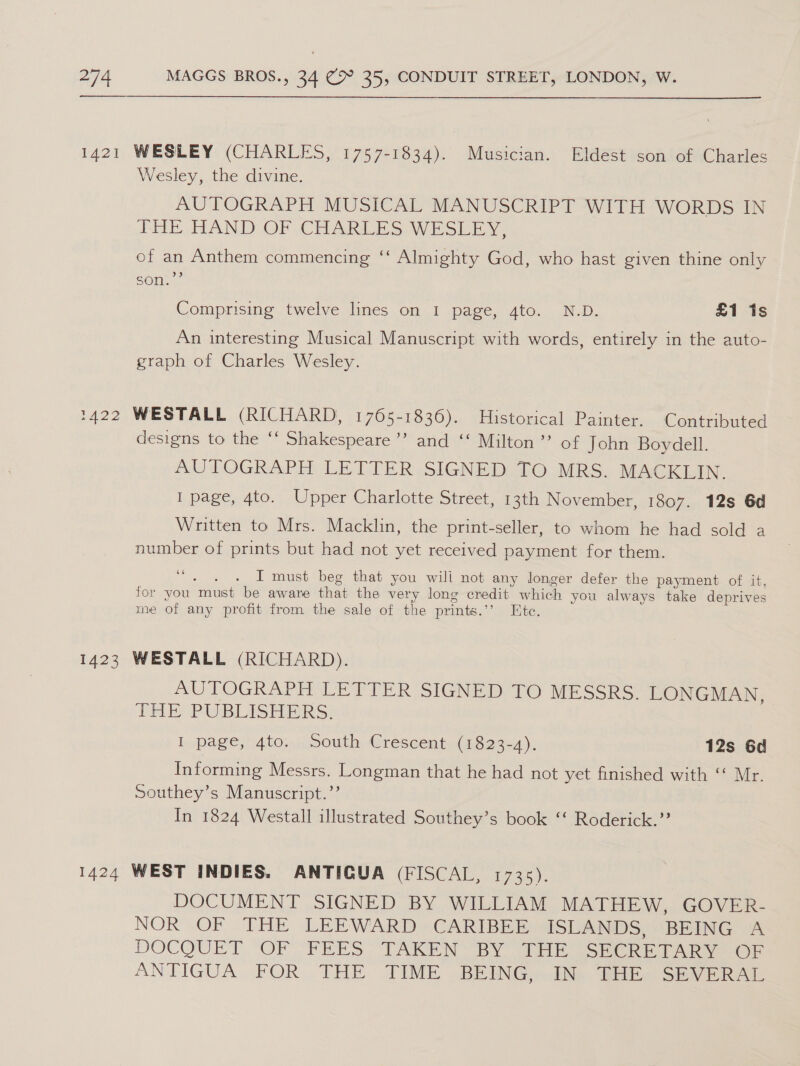 274 MAGGS BROS., 34 & 35, CONDUIT STREET, LONDON, W.
1421 WESLEY (CHARLES, 1757-1834). Musician. Eldest son of Charles
Wesley, the divine.
AUTOGRAPH MUSICAL MANUSCRIPT WITH WORDS IN
THE HAND OF CHARLES WESLEY,
of an Anthem commencing ‘‘ Almighty God, who hast given thine only
son.’’
Comprising twelve lines on 1 page, 4to. N.D. £1 1s
An interesting Musical Manuscript with words, entirely in the auto-
graph of Charles Wesley.
1422 WESTALL (RICHARD, 1765-1836). Historical Painter. Contributed
designs to the ‘‘ Shakespeare ’’ and ‘‘ Milton ’’ of John Boydell.
AUTOGRAPH LETTER SIGNED TO MRS. MACKLIN.
1 page, 4to. Upper Charlotte Street, 13th November, 1807. 12s 6d
Written to Mrs. Macklin, the print-seller, to whom he had sold a
number of prints but had not yet received payment for them.
‘‘. . . I must beg that you will not any longer defer the payment of it,
for you must be aware that the very long credit which you always take deprives
me of any profit from the sale of the prints.’’ Etc.
1423 WESTALL (RICHARD).
AUTOGRAPH LETTER SIGNED TO MESSRS. LONGMAN,
THE PUBLISHERS.
1 page, 4to. South Crescent (1823-4). 12s 6d
Informing Messrs. Longman that he had not yet finished with ‘‘ Mr.
Southey’s Manuscript.’’
In 1824 Westall illustrated Southey’s book ‘‘ Roderick.’’
1424 WEST INDIES. ANTIGUA (FISCAL, 1735).
DOCUMENT SIGNED BY WILLIAM MATHEW, GOVER-
NOR OF THE LEEWARD CARIBEE ISLANDS, BEING A
DOCQUET OF FEES TAKEN BY THE SECRETARY OF
ANTIGUA FOR THE TIME BEING, IN THE SEVERAL